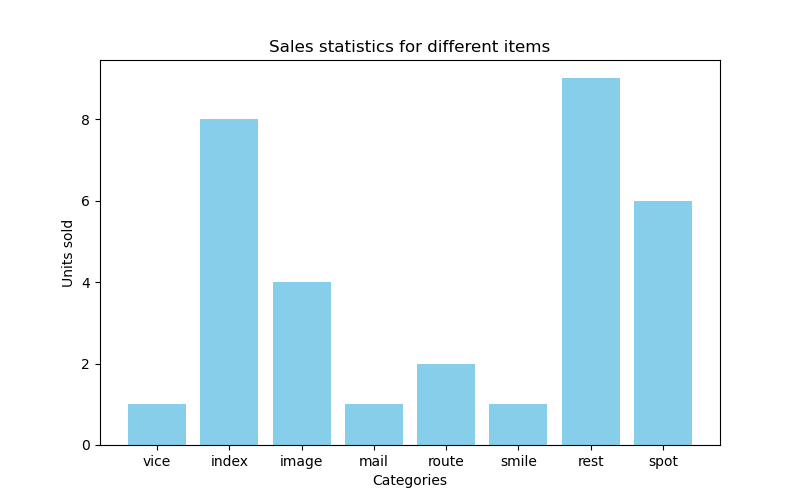 Sales statistics for different items
Units sold
8
6
4
2
0
vice index image mail route smile rest spot
Categories